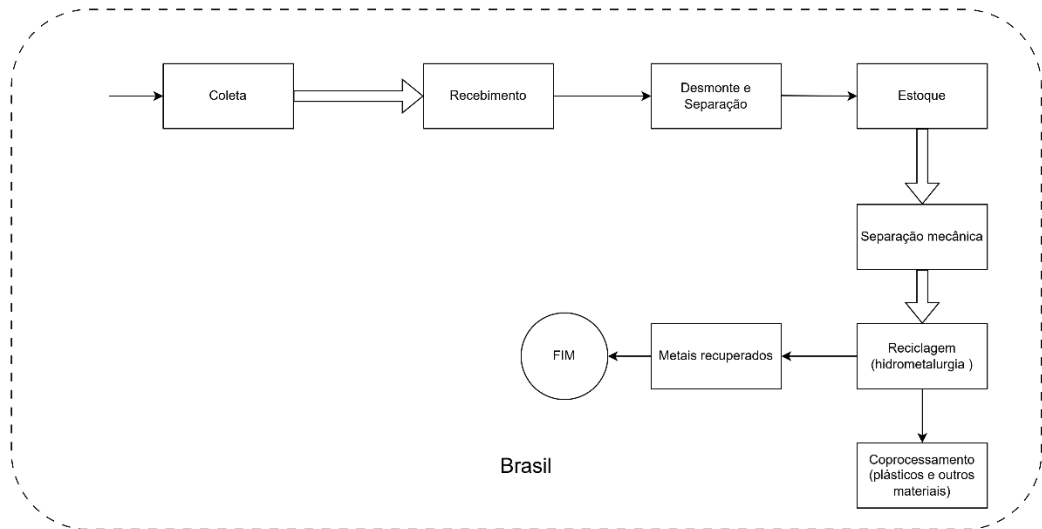 Coleta
Recebimento
Desmonte e
Separação
Estoque
Separação mecânica
Reciclagem
(hidrometalurgia )
Metais recuperados
FIM
Coprocessamento
(plásticos e outros
materiais)
Brasil